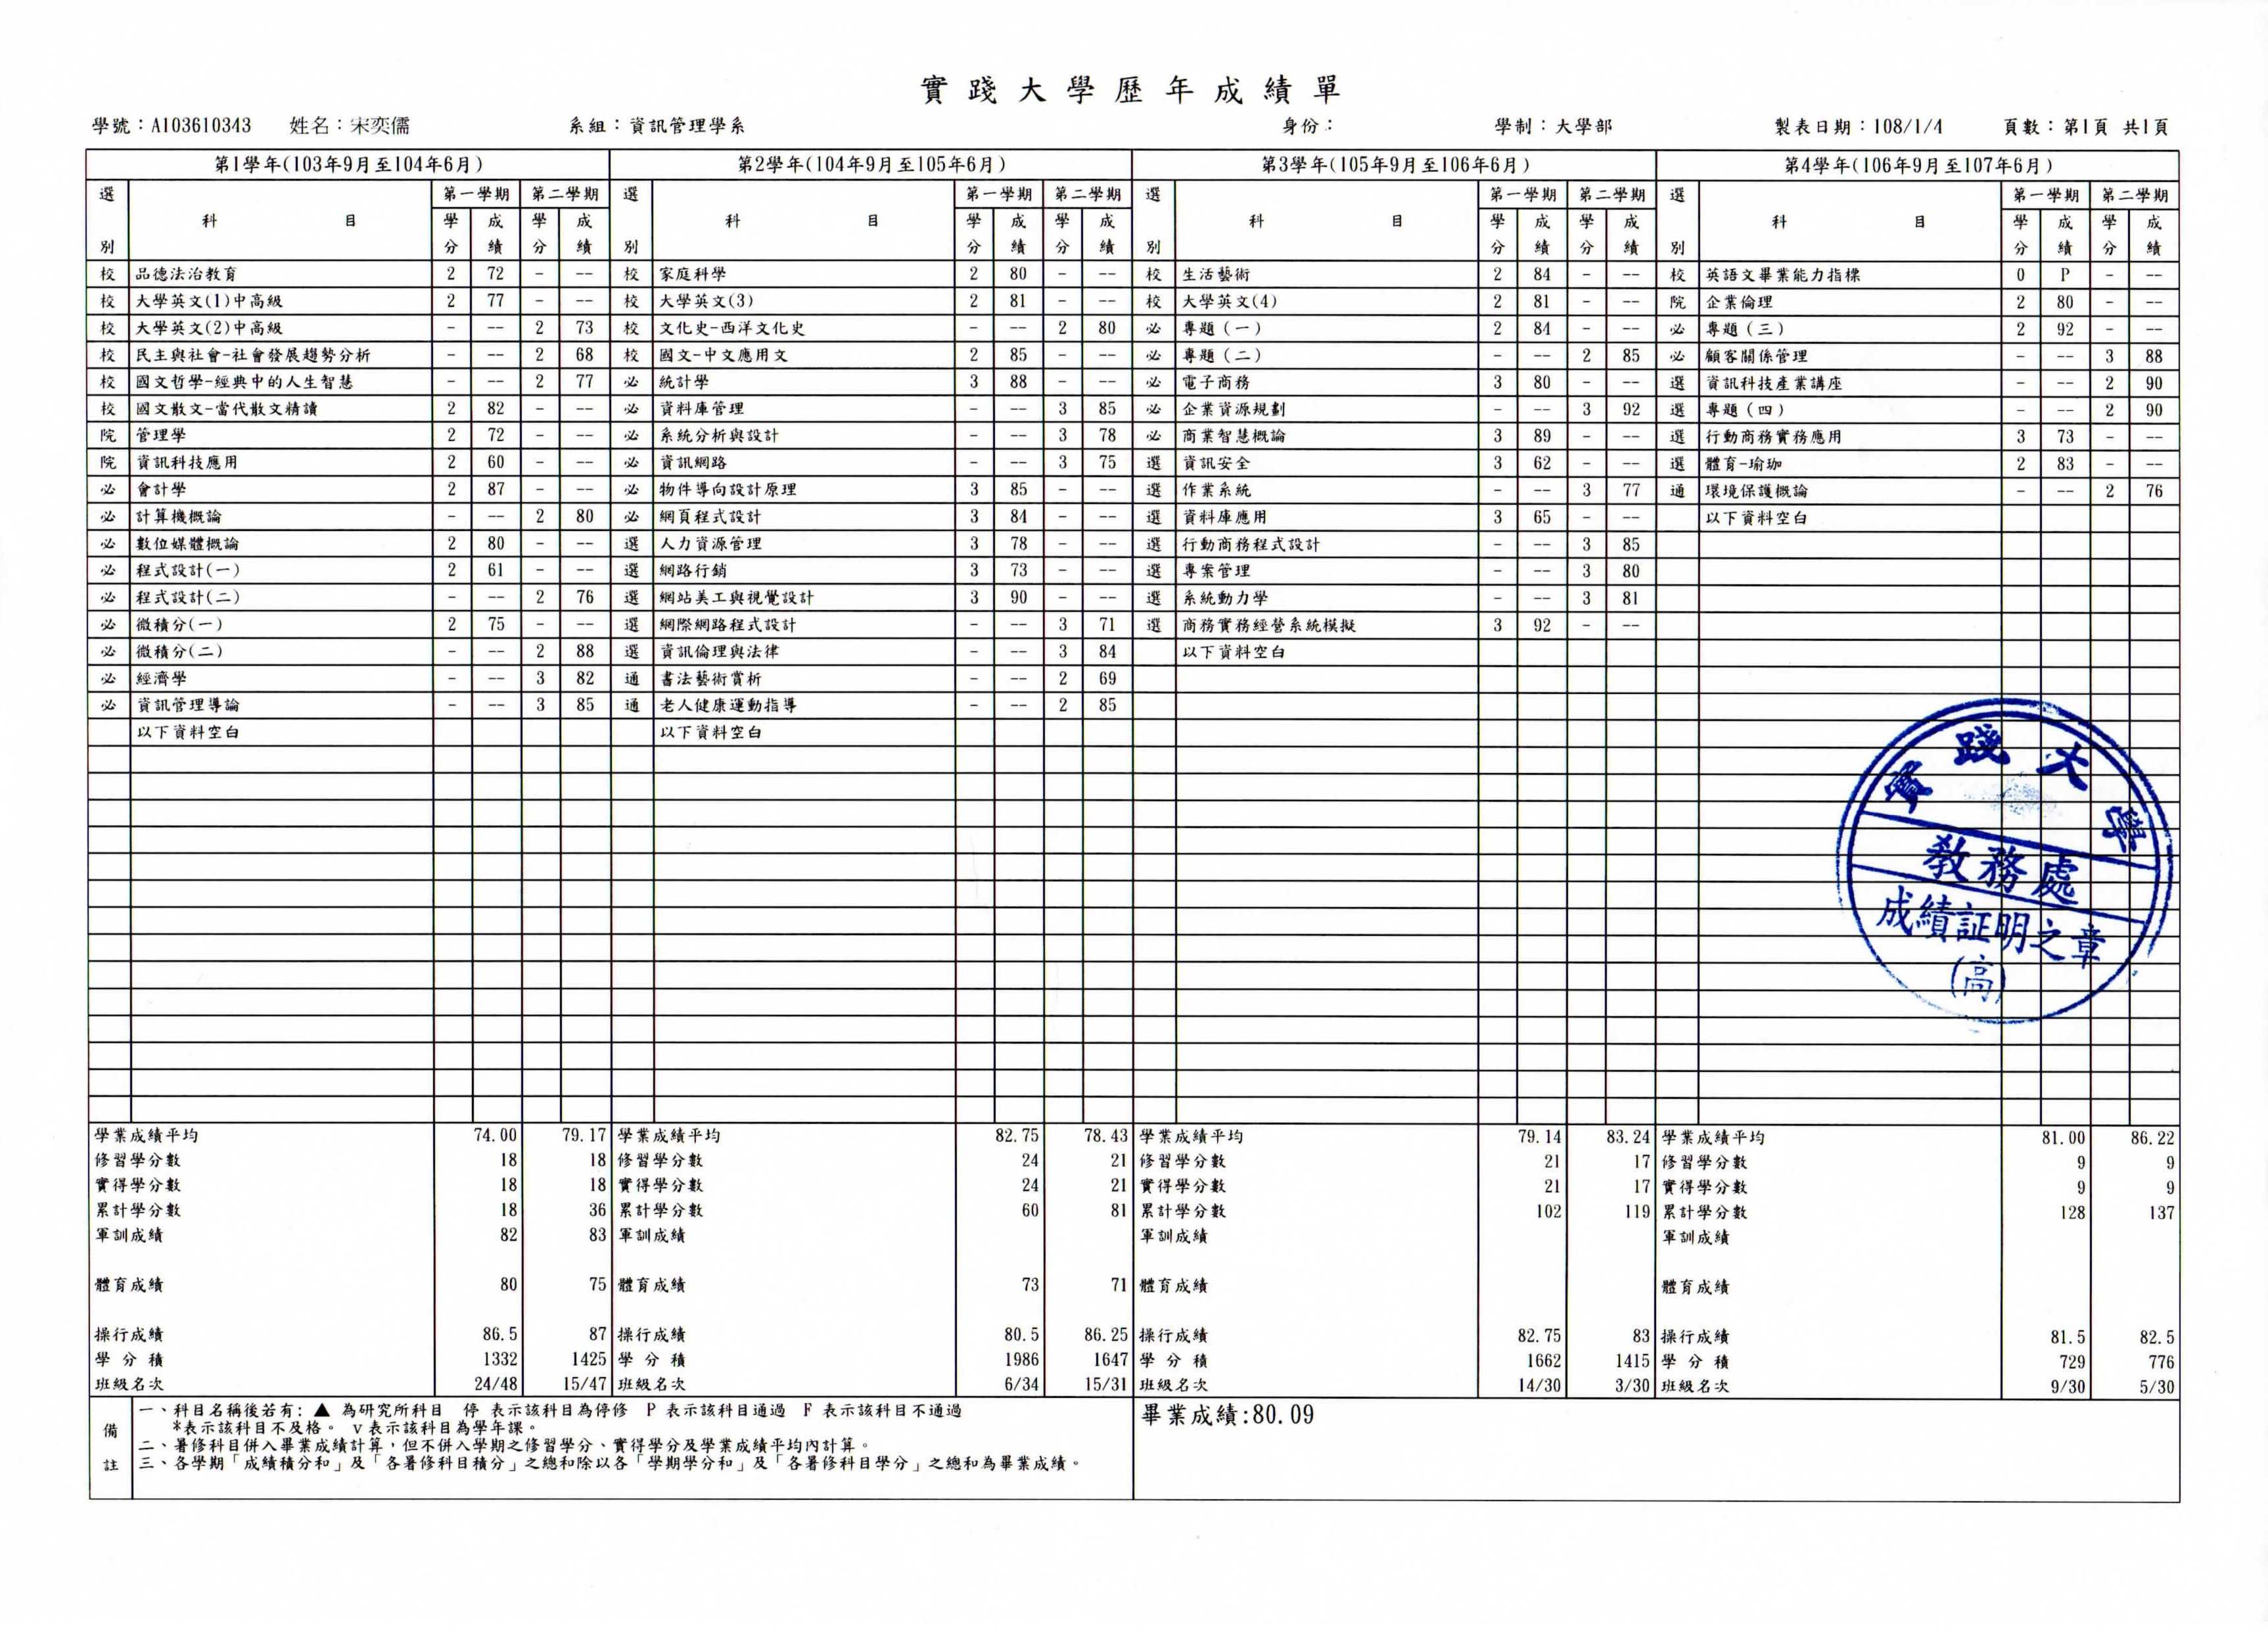 實踐大學歷年成績單
學號：A103610343 姓名：宋奕儒 系組：資訊管理學系 身份： 學制：大學部 製表日期：108/1/4 頁數：第1頁 共1頁
第1學年(103年9月至104年6月) 第2學年(104年9月至105年6月) 第3學年(105年9月至106年6月) 第4學年(106年9月至107年6月)
選 第一學期 第二學期 選 第一學期 第二學期 選 第一學期 第二學期 選 第一學期 第二學期
科 目 學 成 學 成 科 目 學 成 學 成 科 目 學 成 學 成 科 目 學 成 學 成
別 分 績 分 績 別 分 績 分 績 別 分 績 分 績 別 分 績 分 績
校 品德法治教育 2 72 - -- 校 家庭科學 2 80 - -- 校 生活藝術 2 84 - -- 校 英語文畢業能力指標 0 P - --
校 大學英文(1)中高級 2 77 - -- 校 大學英文(3) 2 81 - -- 校 大學英文(4) 2 81 - -- 院 企業倫理 2 80 - --
校 大學英文(2)中高級 - -- 2 73 校 文化史-西洋文化史 - -- 2 80 必 專題(一) 2 84 - -- 必 專題(三) 2 92 - --
校 民主與社會-社會發展趨勢分析 - -- 2 68 校 國文-中文應用文 2 85 - -- 必 專題(二) - -- 2 85 必 顧客關係管理 - -- 3 88
校 國文哲學-經典中的人生智慧 - -- 2 77 必 統計學 3 88 - -- 必 電子商務 3 80 - -- 選 資訊科技產業講座 - -- 2 90
校 國文散文-當代散文精讀 2 82 - -- 必 資料庫管理 - -- 3 85 必 企業資源規劃 - -- 3 92 選 專題(四) - -- 2 90
院 管理學 2 72 - -- 必 系統分析與設計 - -- 3 78 必 商業智慧概論 3 89 - -- 選 行動商務實務應用 3 73 - --
院 資訊科技應用 2 60 - -- 必 資訊網路 - -- 3 75 選 資訊安全 3 62 - -- 選 體育-瑜珈 2 83 - --
必 會計學 2 87 - -- 必 物件導向設計原理 3 85 - -- 選 作業系統 - -- 3 77 通 環境保護概論 - -- 2 76
必 計算機概論 - -- 2 80 必 網頁程式設計 3 84 - -- 選 資料庫應用 3 65 - -- 以下資料空白
必 數位媒體概論 2 80 - -- 選 人力資源管理 3 78 - -- 選 行動商務程式設計 - -- 3 85
必 程式設計(一) 2 61 - -- 選 網路行銷 3 73 - -- 選 專案管理 - -- 3 80
必 程式設計(二) - -- 2 76 選 網站美工與視覺設計 3 90 - -- 選 系統動力學 - -- 3 81
必 微積分(一) 2 75 - -- 選 網際網路程式設計 - -- 3 71 選 商務實務經營系統模擬 3 92 - --
必 微積分(二) - -- 2 88 選 資訊倫理與法律 - -- 3 84 以下資料空白
必 經濟學 - -- 3 82 通 書法藝術賞析 - -- 2 69
必 資訊管理導論 - -- 3 85 通 老人健康運動指導 - -- 2 85
以下資料空白 以下資料空白
實踐大學
教務處
成績証明之章
(高)
學業成績平均 74.00 79.17 學業成績平均 82.75 78.43 學業成績平均 79.14 83.24 學業成績平均 81.00 86.22
修習學分數 18 18 修習學分數 24 21 修習學分數 21 17 修習學分數 9 9
實得學分數 18 18 實得學分數 24 21 實得學分數 21 17 實得學分數 9 9
累計學分數 18 36 累計學分數 60 81 累計學分數 102 119 累計學分數 128 137
軍訓成績 82 83 軍訓成績 軍訓成績 軍訓成績
體育成績 80 75 體育成績 73 71 體育成績 體育成績
操行成績 86.5 87 操行成績 80.5 86.25 操行成績 82.75 83 操行成績 81.5 82.5
學 分 積 1332 1425 學 分 積 1986 1647 學 分 積 1662 1415 學 分 積 729 776
班級名次 24/48 15/47 班級名次 6/34 15/31 班級名次 14/30 3/30 班級名次 9/30 5/30
備註
一、科目名稱後若有: ▲ 為研究所科目 停 表示該科目為停修 P 表示該科目通過 F 表示該科目不通過
*表示該科目不及格。 v表示該科目為學年課。
二、暑修科目併入畢業成績計算，但不併入學期之修習學分、實得學分及學業成績平均內計算。
三、各學期「成績積分和」及「各暑修科目積分」之總和除以各「學期學分和」及「各暑修科目學分」之總和為畢業成績。
畢業成績:80.09